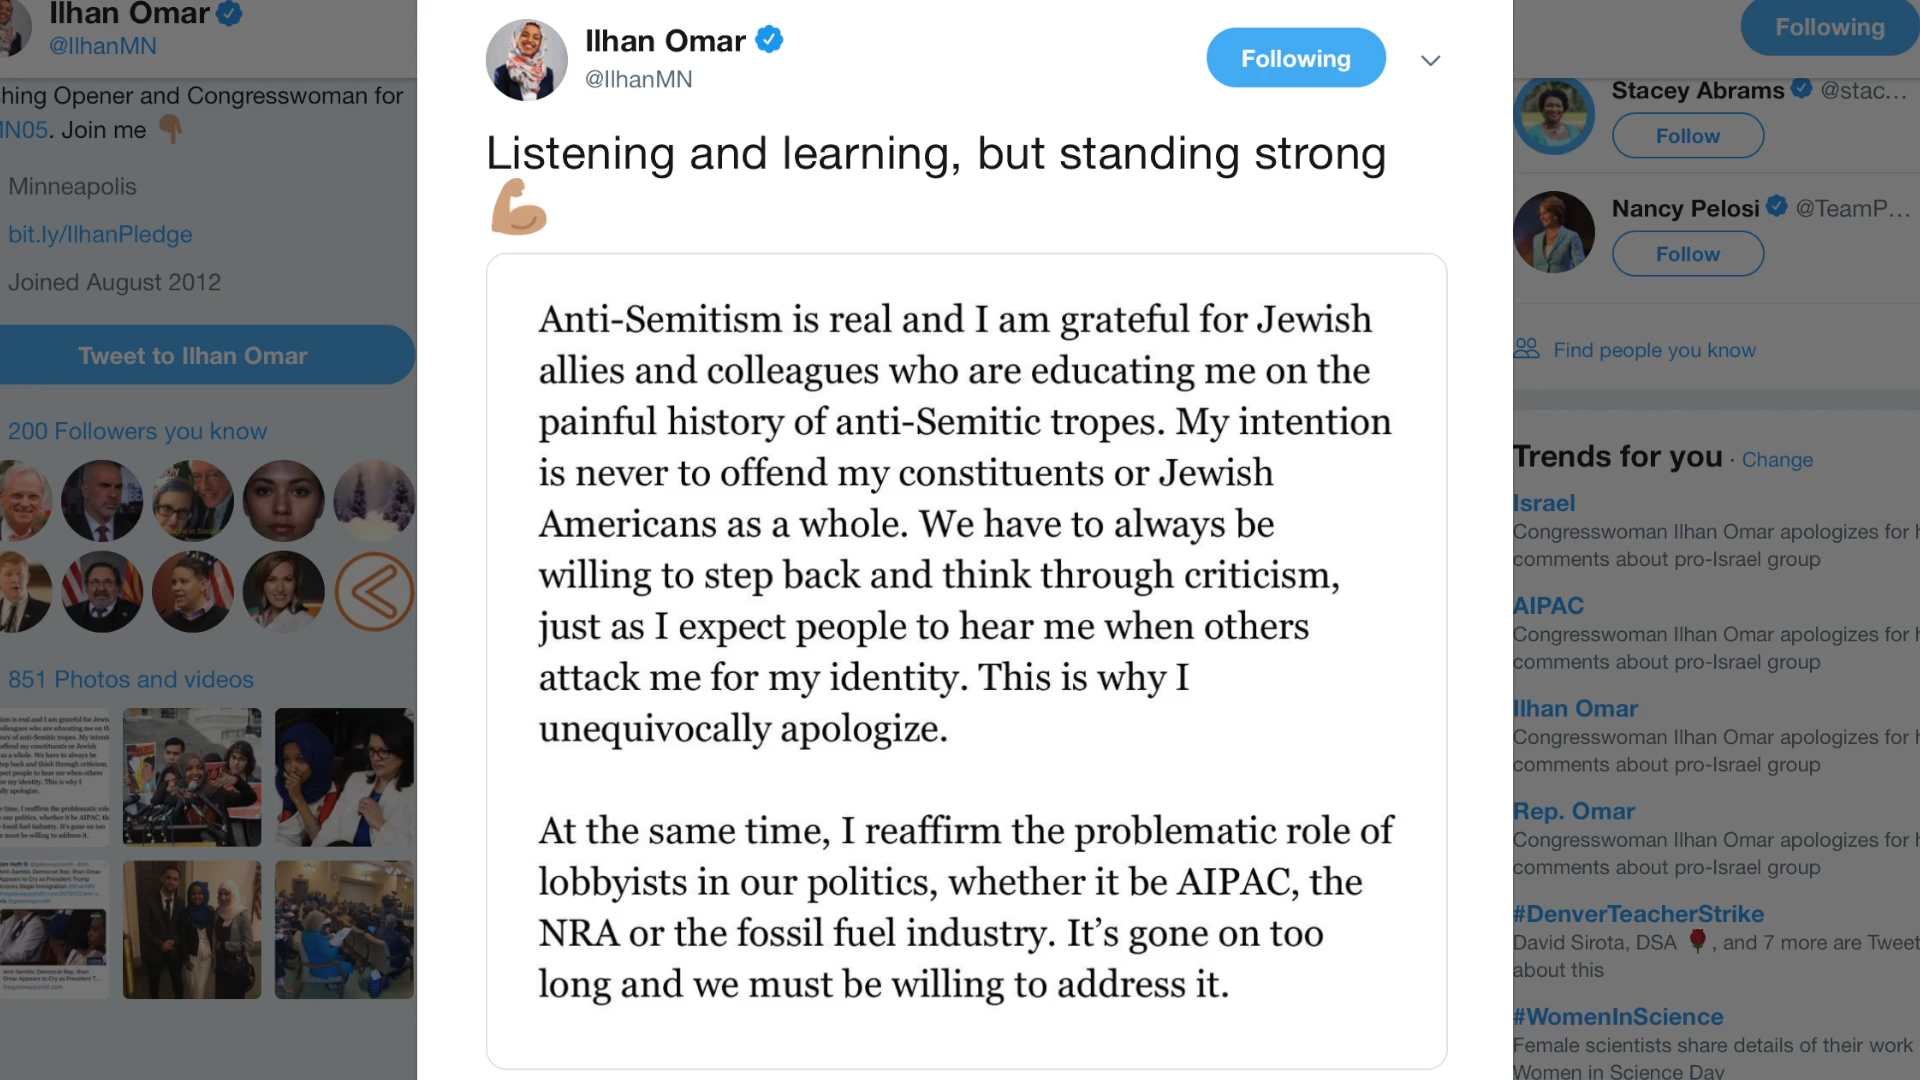 Ilhan Omar
@IlhanMN
hing Opener and Congresswoman for
MN05. Join me
Minneapolis
bit.ly/IlhanPledge
Joined August 2012
Tweet to Ilhan Omar
200 Followers you know
851 Photos and videos
Ilhan Omar
@IlhanMN
Following
Listening and learning, but standing strong
Anti-Semitism is real and I am grateful for Jewish
allies and colleagues who are educating me on the
painful history of anti-Semitic tropes. My intention
is never to offend my constituents or Jewish
Americans as a whole. We have to always be
willing to step back and think through criticism,
just as I expect people to hear me when others
attack me for my identity. This is why I
unequivocally apologize.
At the same time, I reaffirm the problematic role of
lobbyists in our politics, whether it be AIPAC, the
NRA or the fossil fuel industry. It’s gone on too
long and we must be willing to address it.
Following
Stacey Abrams @stac...
Follow
Nancy Pelosi @TeamP...
Follow
Find people you know
Trends for you · Change
Israel
Congresswoman Ilhan Omar apologizes for h
comments about pro-Israel group
AIPAC
Congresswoman Ilhan Omar apologizes for h
comments about pro-Israel group
Ilhan Omar
Congresswoman Ilhan Omar apologizes for h
comments about pro-Israel group
Rep. Omar
Congresswoman Ilhan Omar apologizes for h
comments about pro-Israel group
#DenverTeacherStrike
David Sirota, DSA 🌹, and 7 more are Tweet
about this
#WomenInScience
Female scientists share details of their work
Women in Science Day